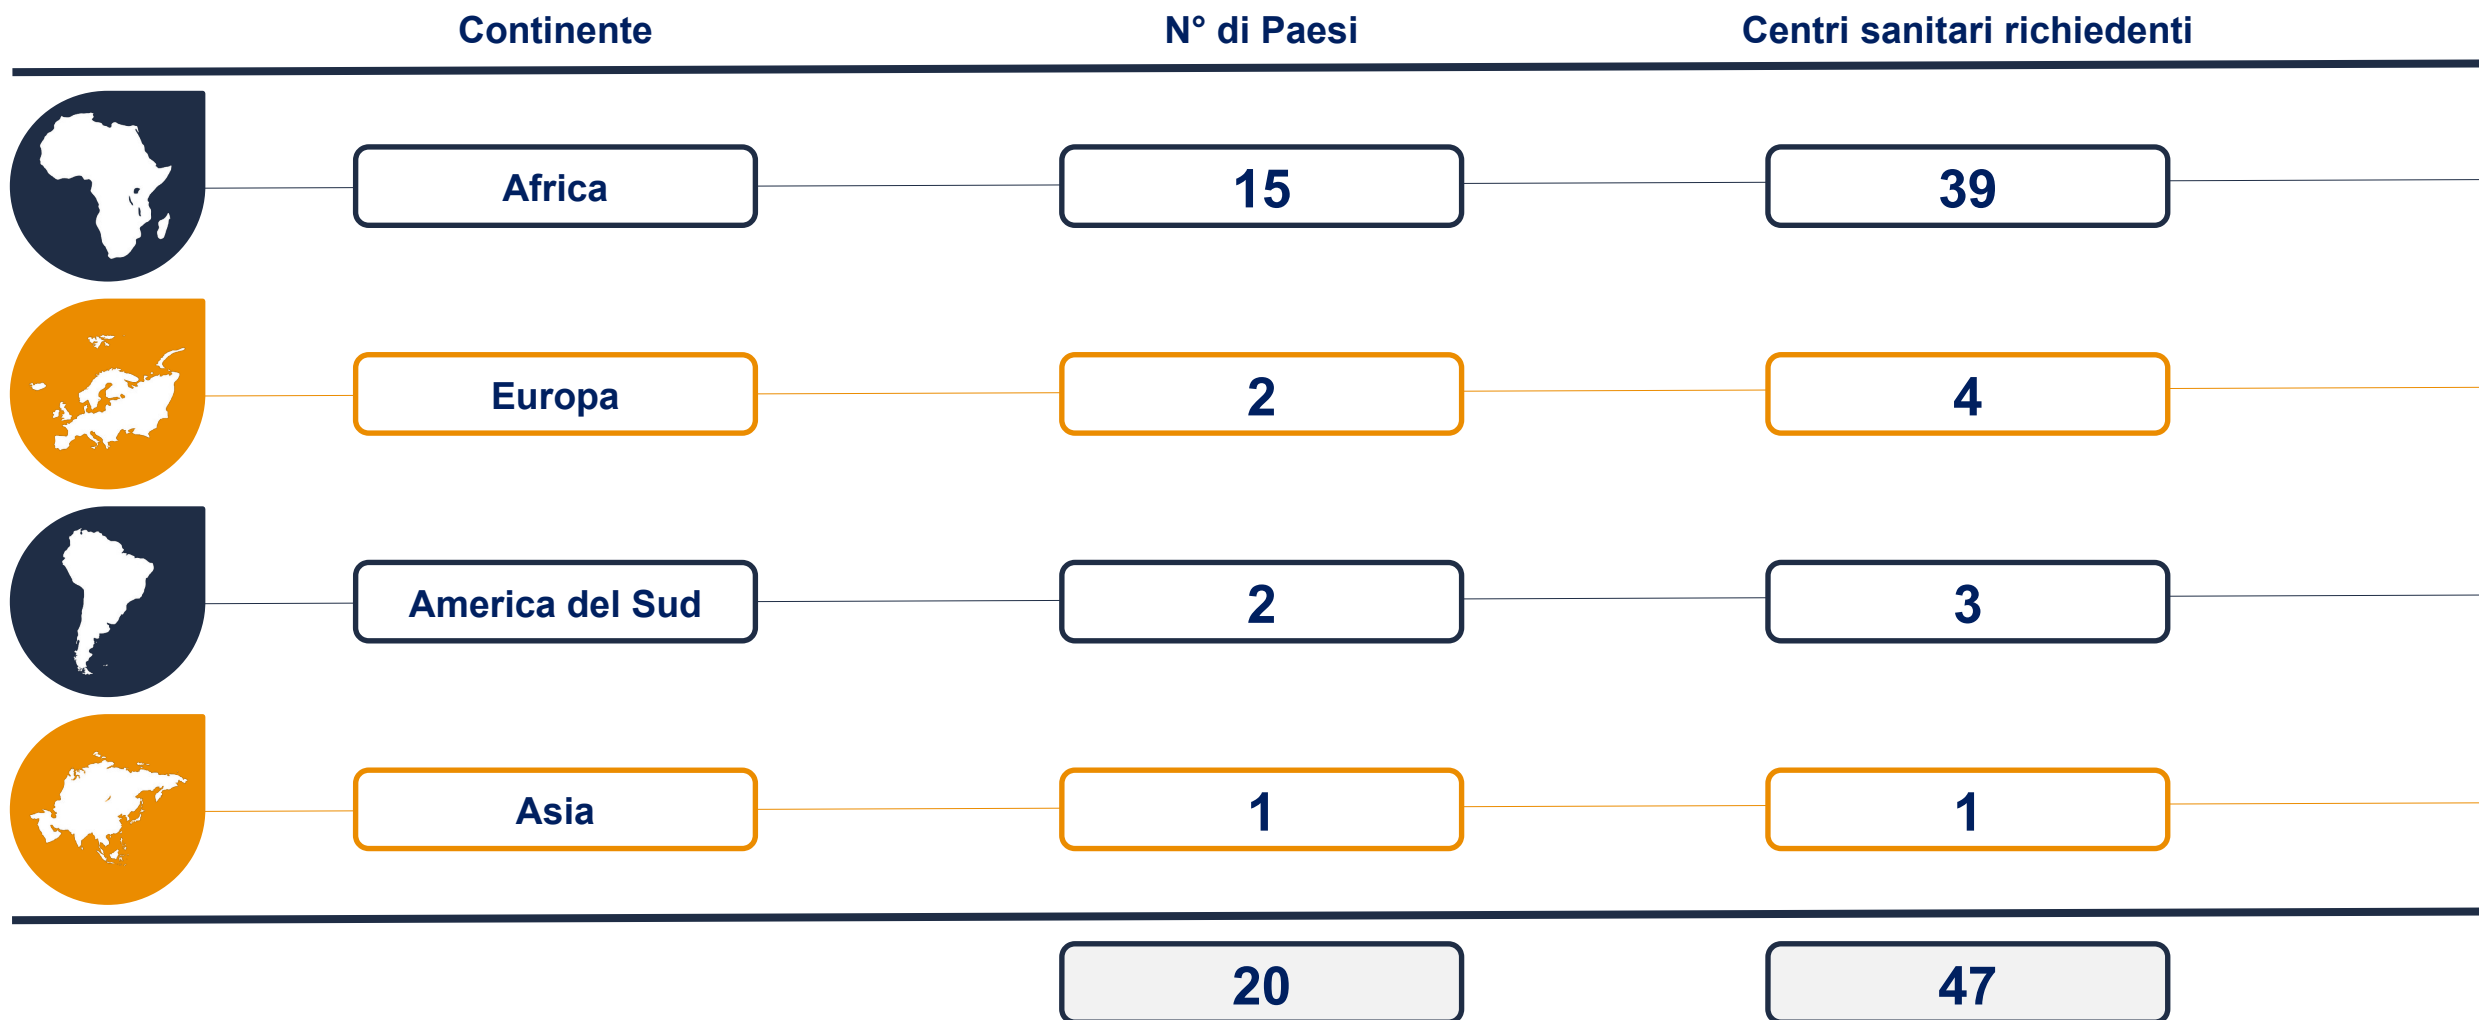 Continente N° di Paesi Centri sanitari richiedenti
Africa 15 39
Europa 2 4
America del Sud 2 3
Asia 1 1
20 47